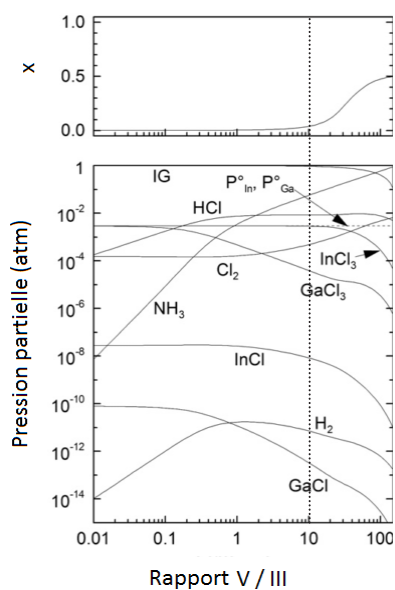 x
1.0
0.5
0.0
Pression partielle (atm)
1
10⁻²
10⁻⁴
10⁻⁶
10⁻⁸
10⁻¹⁰
10⁻¹²
10⁻¹⁴
IG
P°In, P°Ga
HCl
InCl₃
Cl₂
GaCl₃
NH₃
InCl
H₂
GaCl
0.01 0.1 1 10 100
Rapport V / III